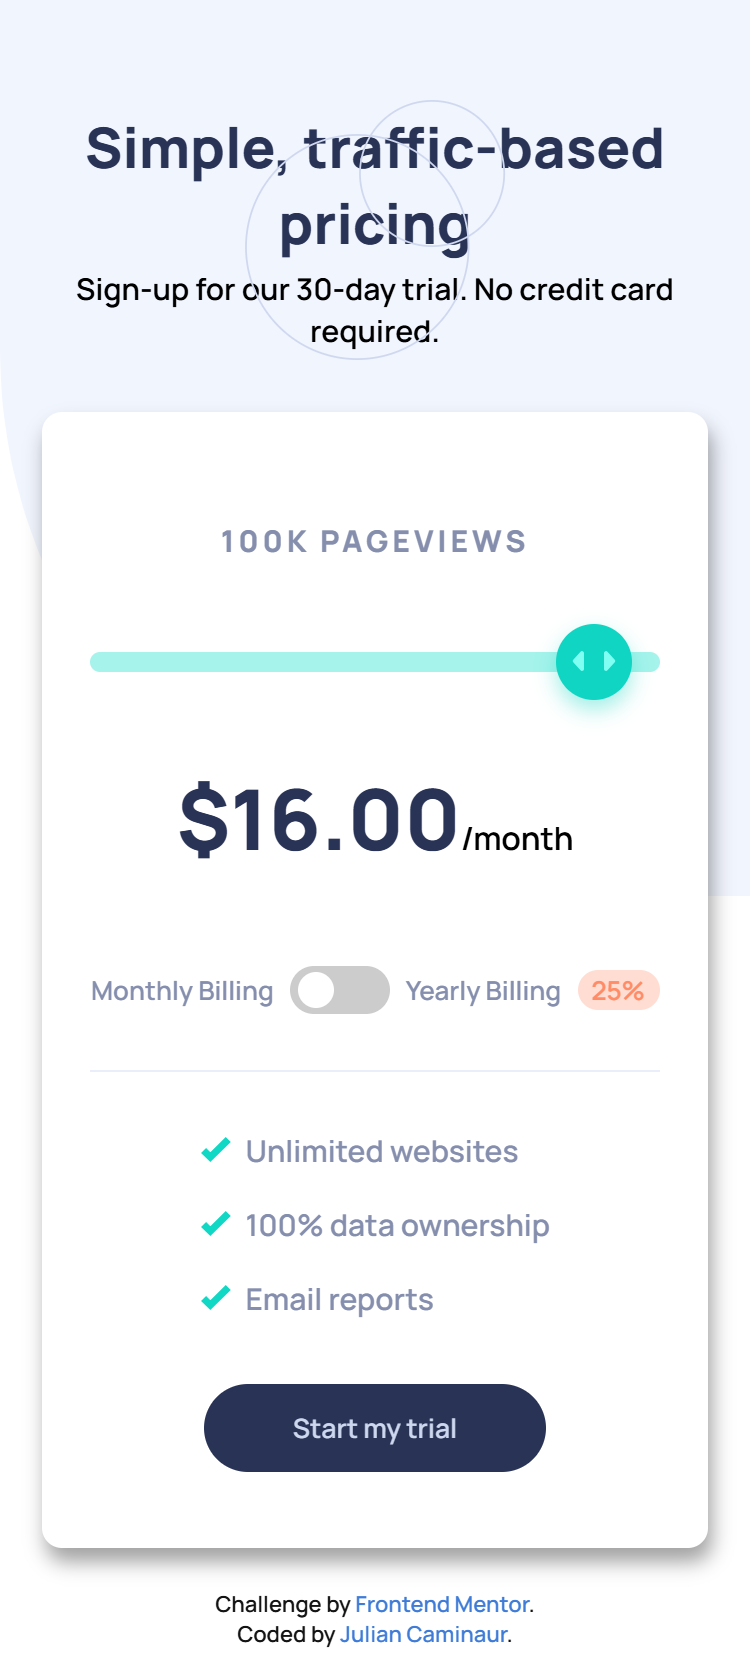 Simple, traffic-based
pricing
Sign-up for our 30-day trial. No credit card
required.
100K PAGEVIEWS
$16.00/month
Monthly Billing Yearly Billing 25%
Unlimited websites
100% data ownership
Email reports
Start my trial
Challenge by Frontend Mentor.
Coded by Julian Caminaur.